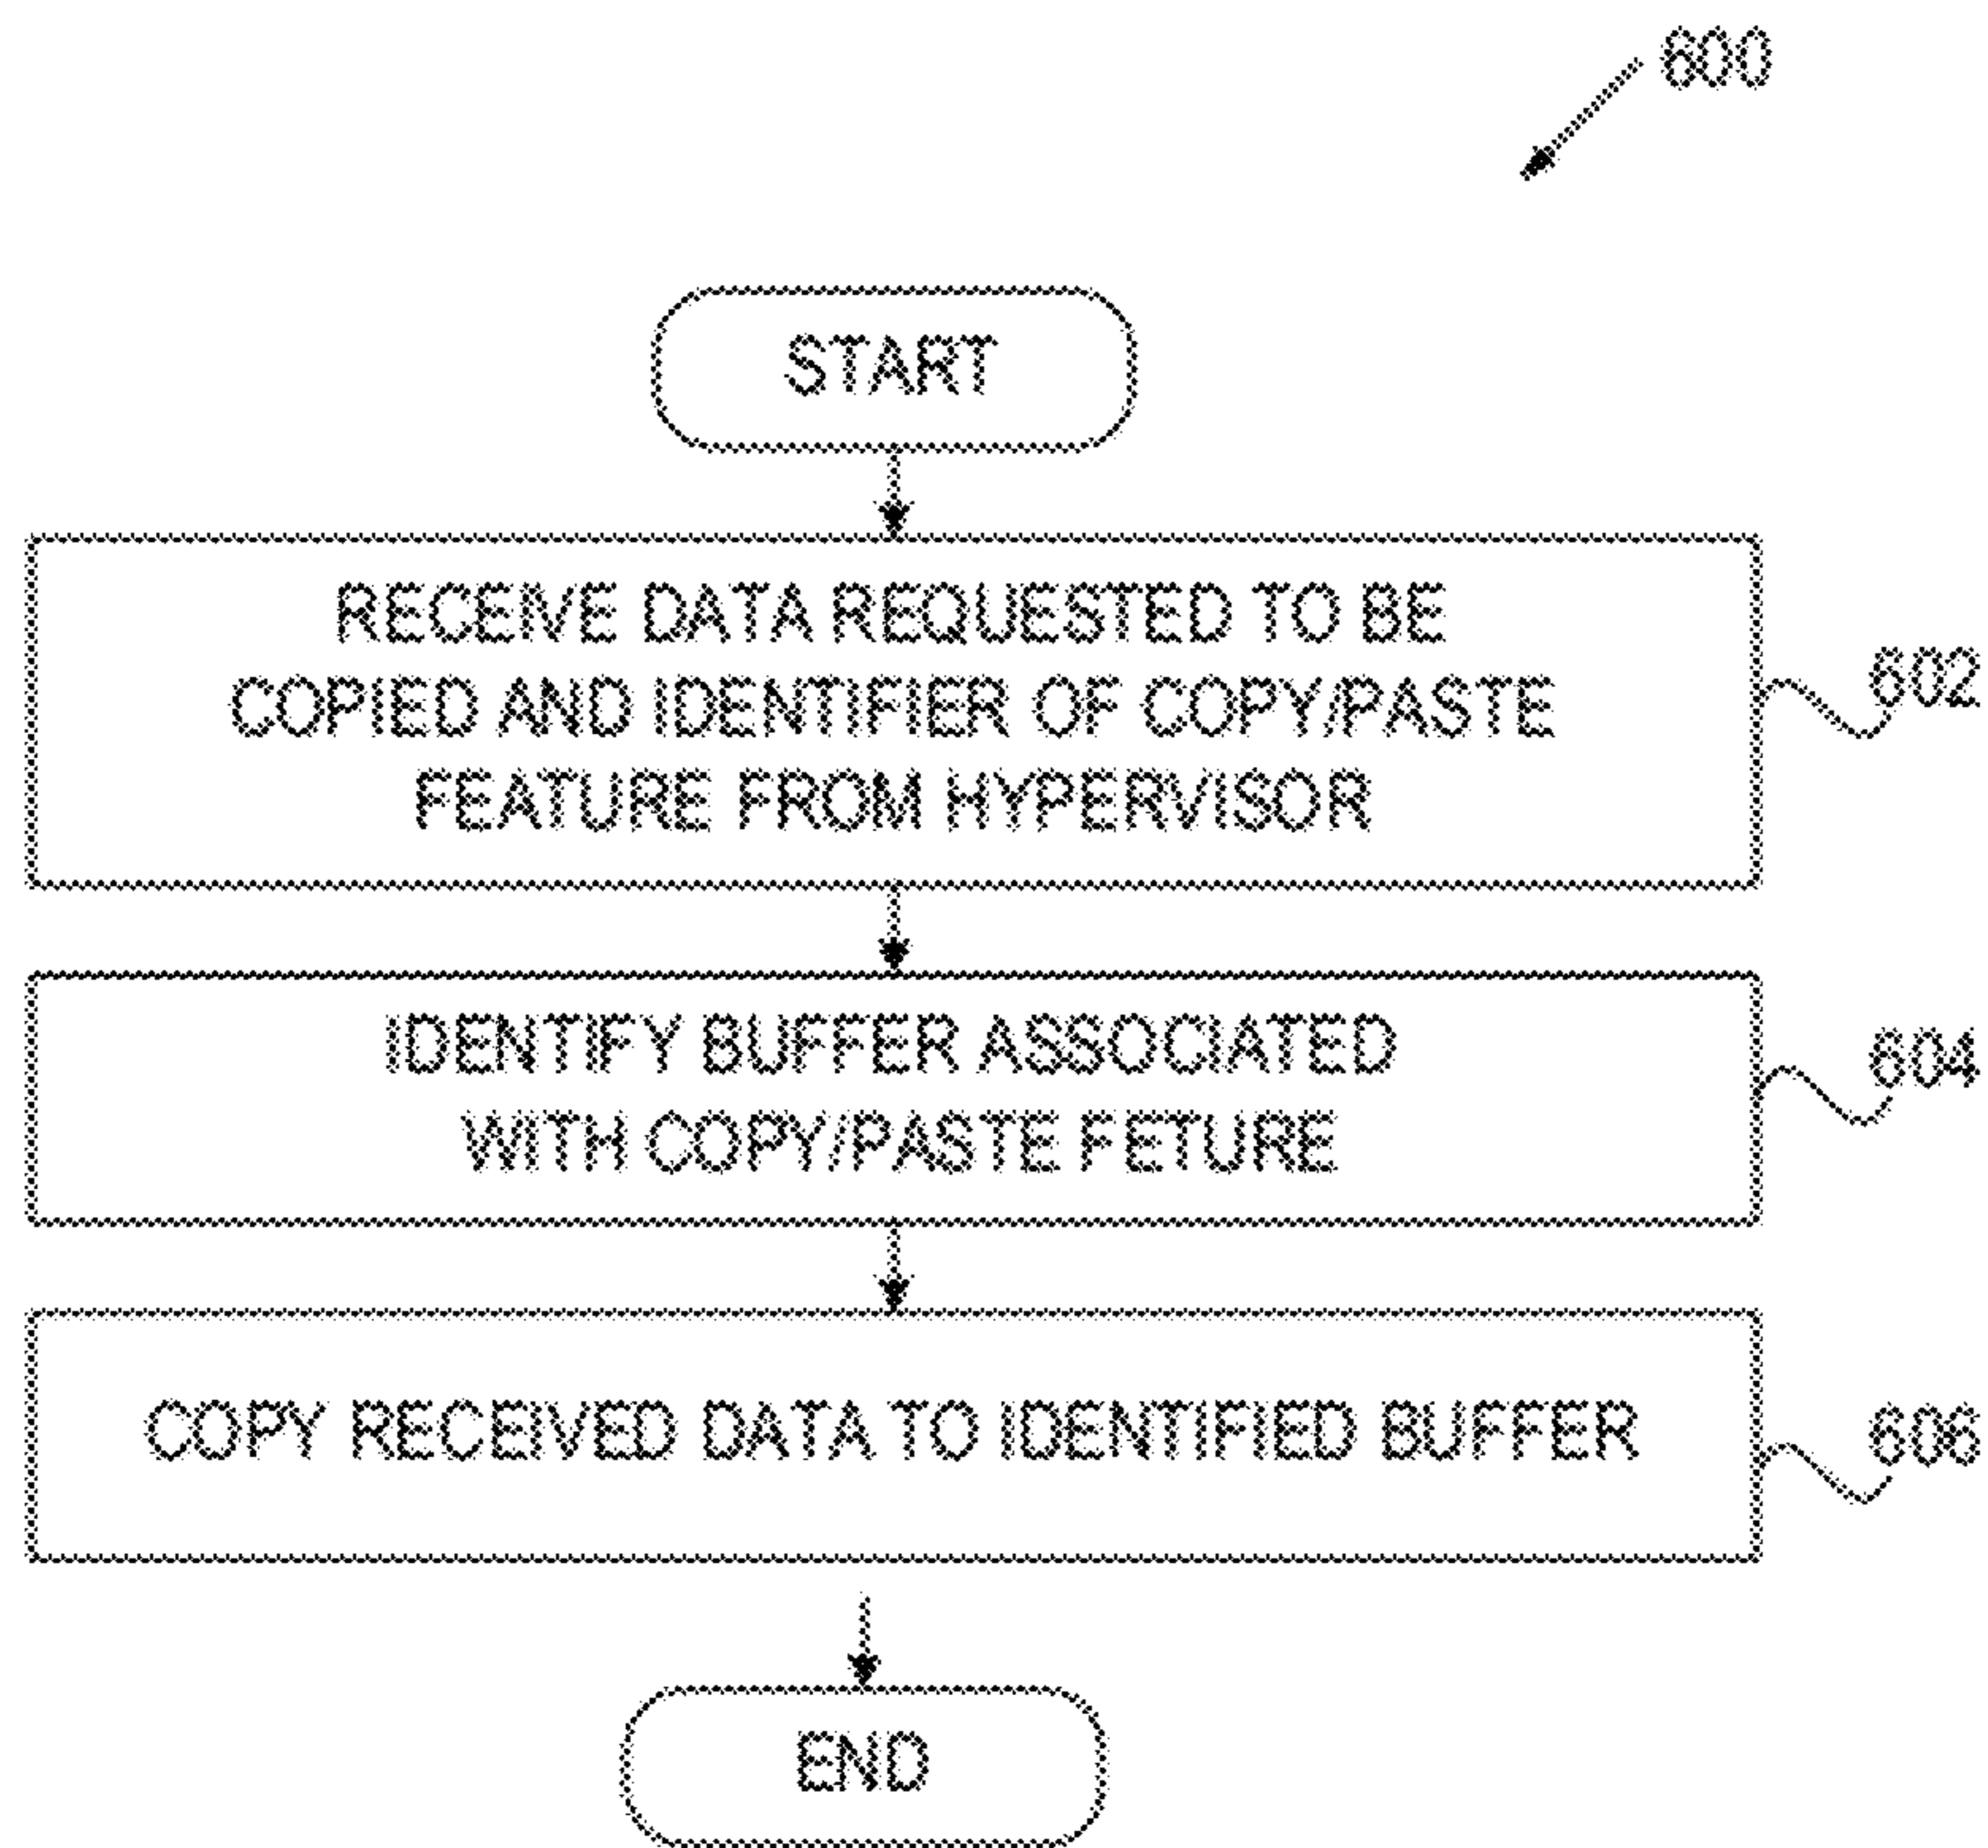 600
START
RECEIVE DATA REQUESTED TO BE
COPIED AND IDENTIFIER OF COPY/PASTE
FEATURE FROM HYPERVISOR
602
IDENTIFY BUFFER ASSOCIATED
WITH COPY/PASTE FETURE
604
COPY RECEIVED DATA TO IDENTIFIED BUFFER
606
END